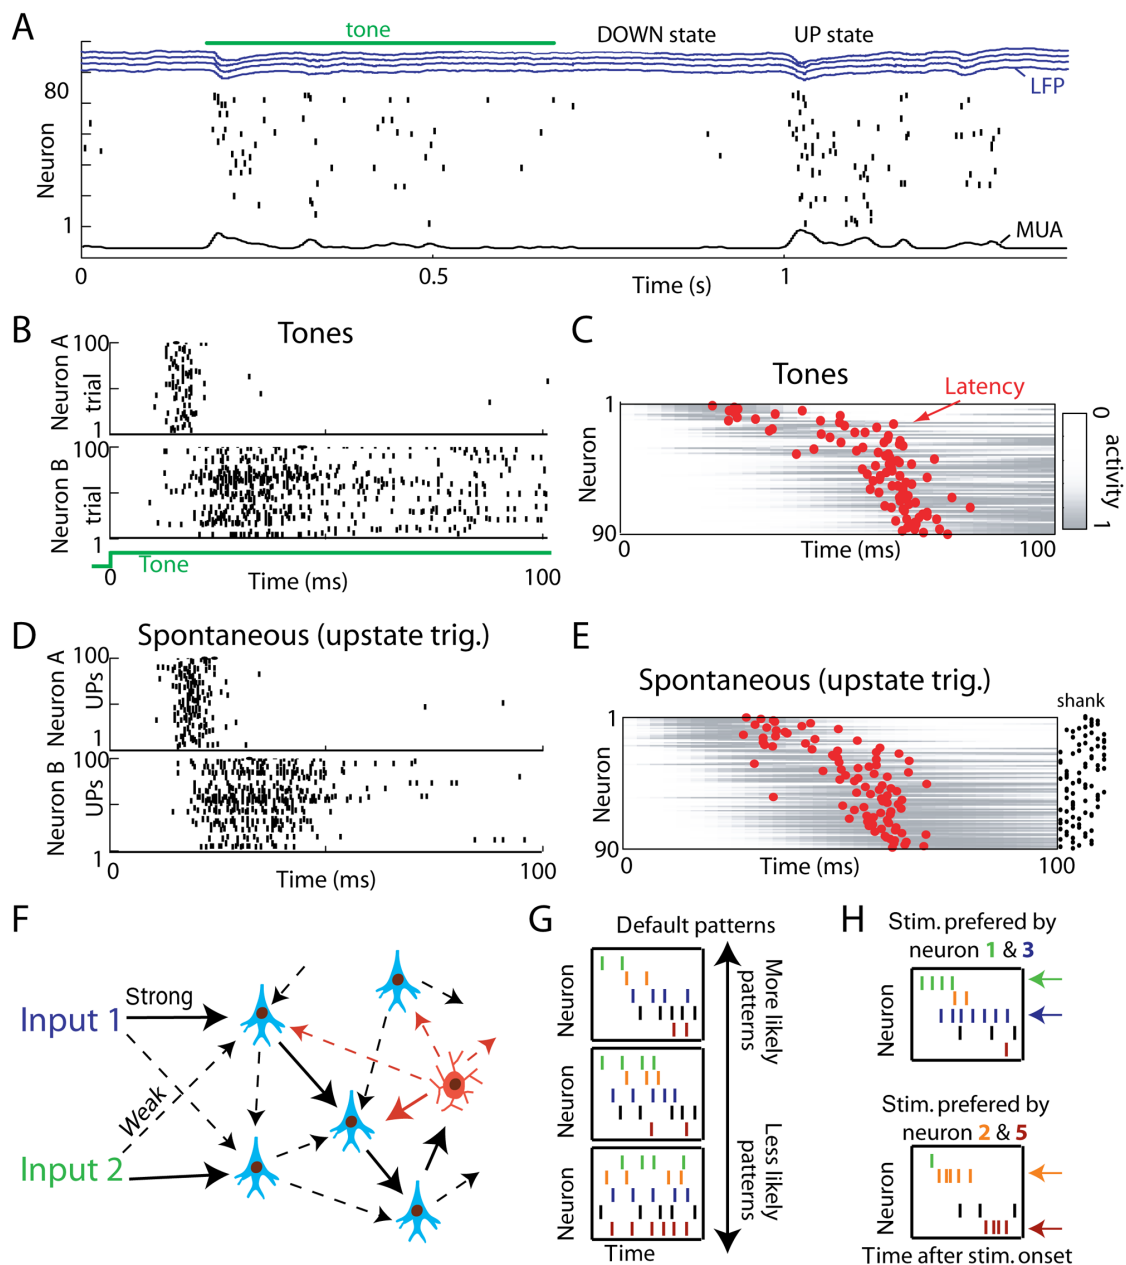 A
tone
DOWN state
UP state
LFP
80
Neuron
1
MUA
0
0.5
1
Time (s)
B
Tones
Neuron A
trial
100
1
Neuron B
trial
100
1
Tone
0
Time (ms)
100
C
Tones
Latency
1
Neuron
90
0
Time (ms)
100
0
activity
1
D
Spontaneous (upstate trig.)
Neuron A
UPs
100
1
Neuron B
UPs
100
1
0
Time (ms)
100
E
Spontaneous (upstate trig.)
shank
1
Neuron
90
0
Time (ms)
100
F
Input 1
Strong
Weak
Input 2
G
Default patterns
Neuron
Neuron
Neuron
Time
More likely
patterns
Less likely
patterns
H
Stim. prefered by
neuron 1 & 3
Neuron
Stim. prefered by
neuron 2 & 5
Neuron
Time after stim. onset